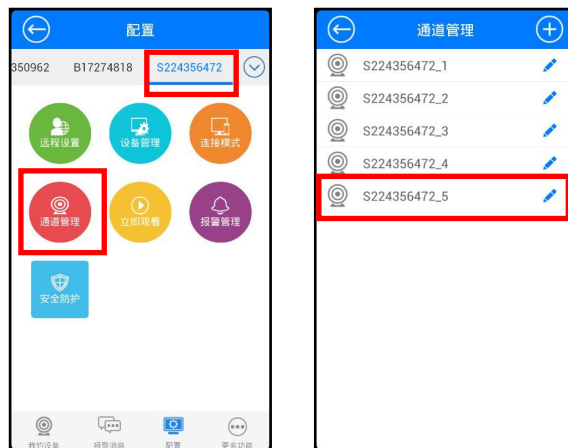 配置
350962 B17274818 S224356472
远程设置 设备管理 连接模式
通道管理 立即观看 报警管理
安全防护
我的设备 报警消息 配置 更多功能
通道管理
S224356472_1
S224356472_2
S224356472_3
S224356472_4
S224356472_5